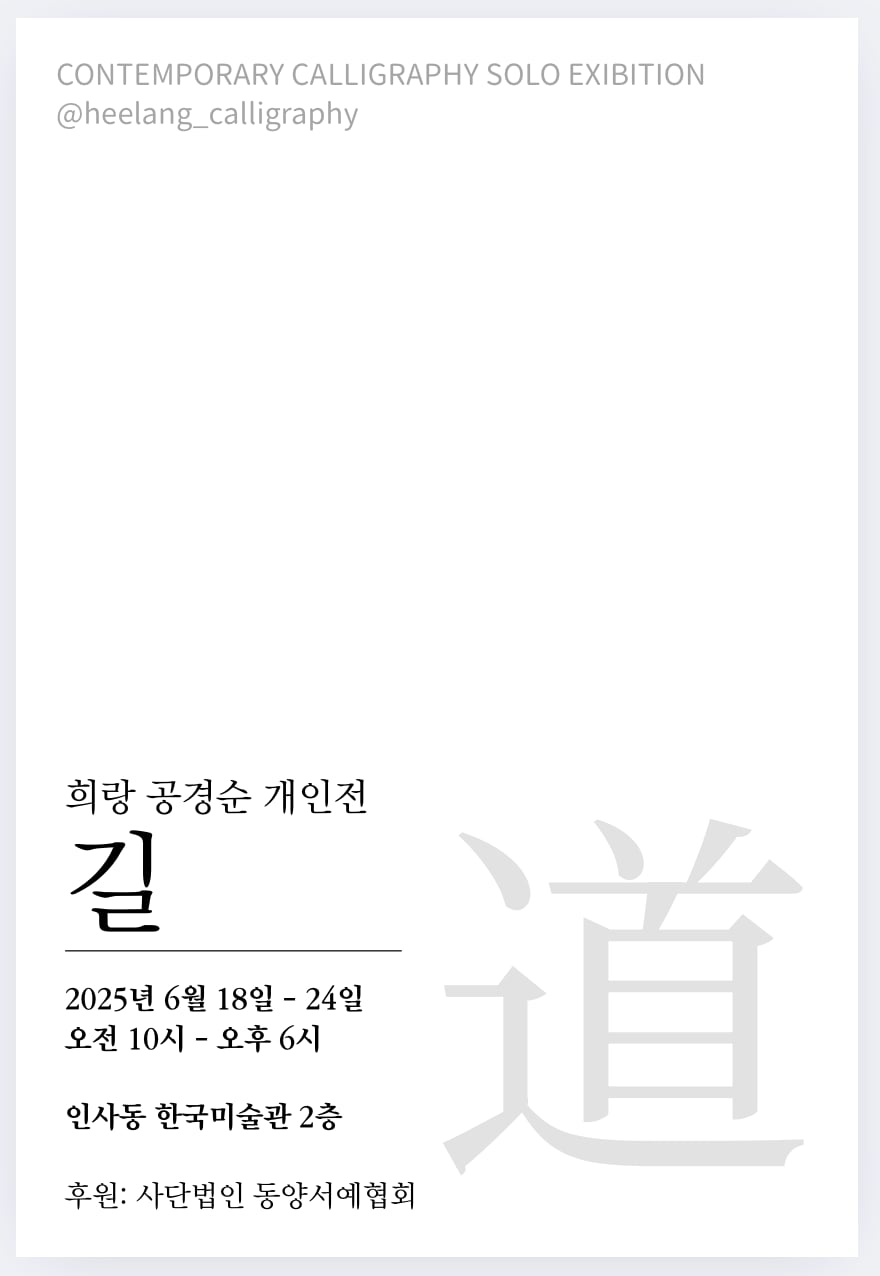 CONTEMPORARY CALLIGRAPHY SOLO EXIBITION
@heelang_calligraphy
희랑 공경순 개인전
길
道
2025년 6월 18일 - 24일
오전 10시 - 오후 6시
인사동 한국미술관 2층
후원: 사단법인 동양서예협회